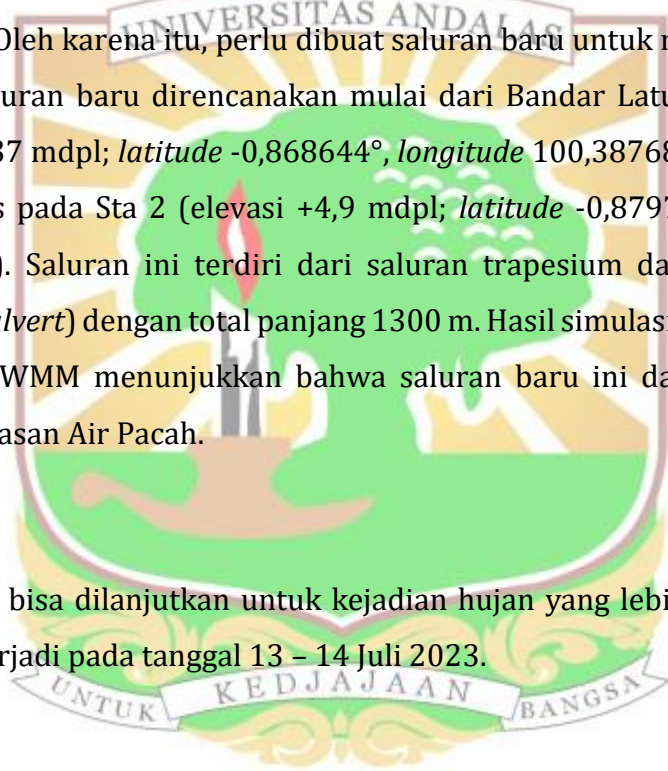 UNIVERSITAS ANDALAS
Oleh karena itu, perlu dibuat saluran baru untuk
uran baru direncanakan mulai dari Bandar Latu
37 mdpl; latitude -0,868644°, longitude 100,38768
pada Sta 2 (elevasi +4,9 mdpl; latitude -0,8797
). Saluran ini terdiri dari saluran trapesium da
lvert) dengan total panjang 1300 m. Hasil simulasi
WMM menunjukkan bahwa saluran baru ini da
asan Air Pacah.
bisa dilanjutkan untuk kejadian hujan yang lebi
rjadi pada tanggal 13 – 14 Juli 2023.
UNTUK KEDJAJAAN BANGSA